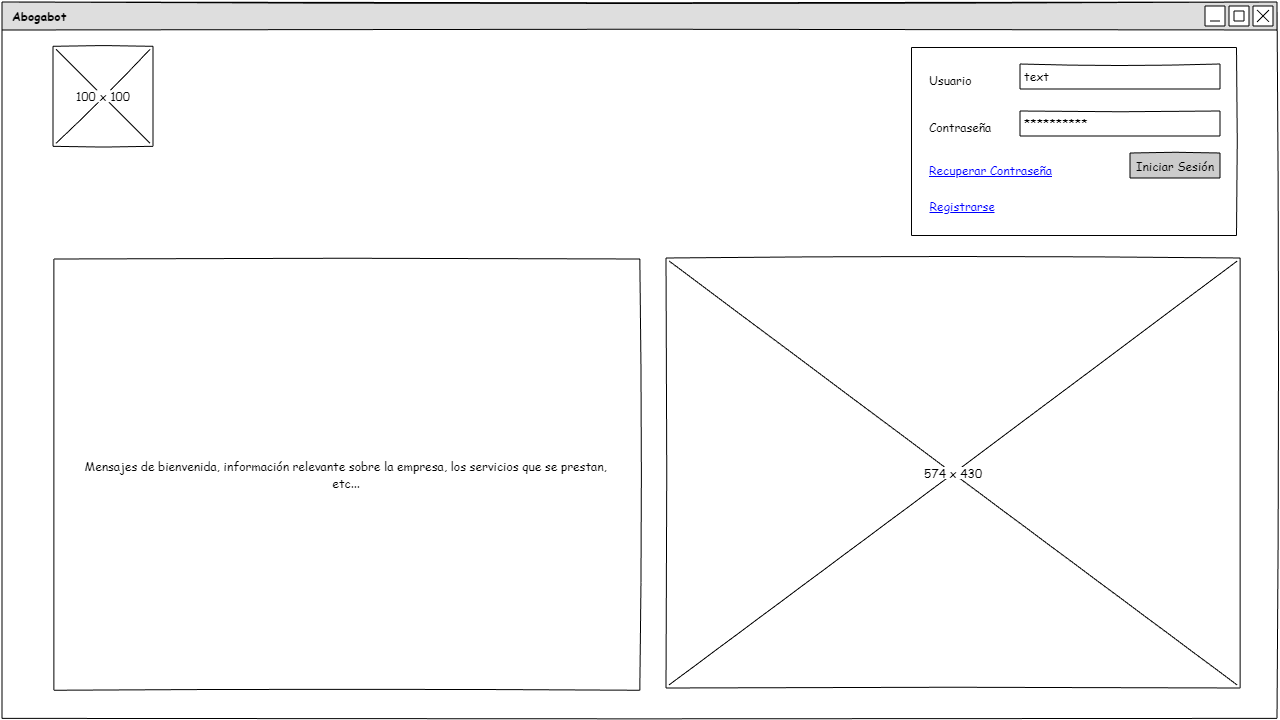 Abogabot
100 x 100
Usuario
text
Contraseña
**********
Recuperar Contraseña
Iniciar Sesión
Registrarse
Mensajes de bienvenida, información relevante sobre la empresa, los servicios que se prestan,
etc...
574 x 430